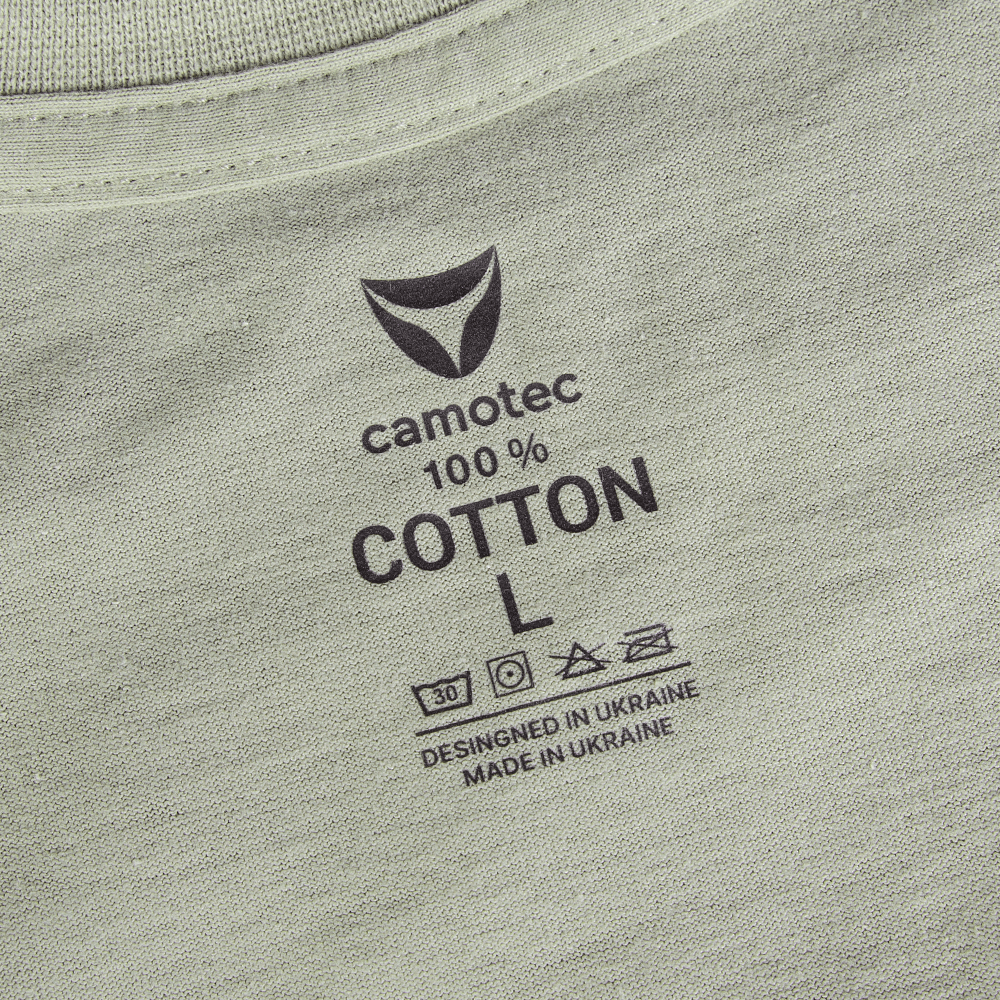 camotec
100 %
COTTON
L
30
DESINGNED IN UKRAINE
MADE IN UKRAINE